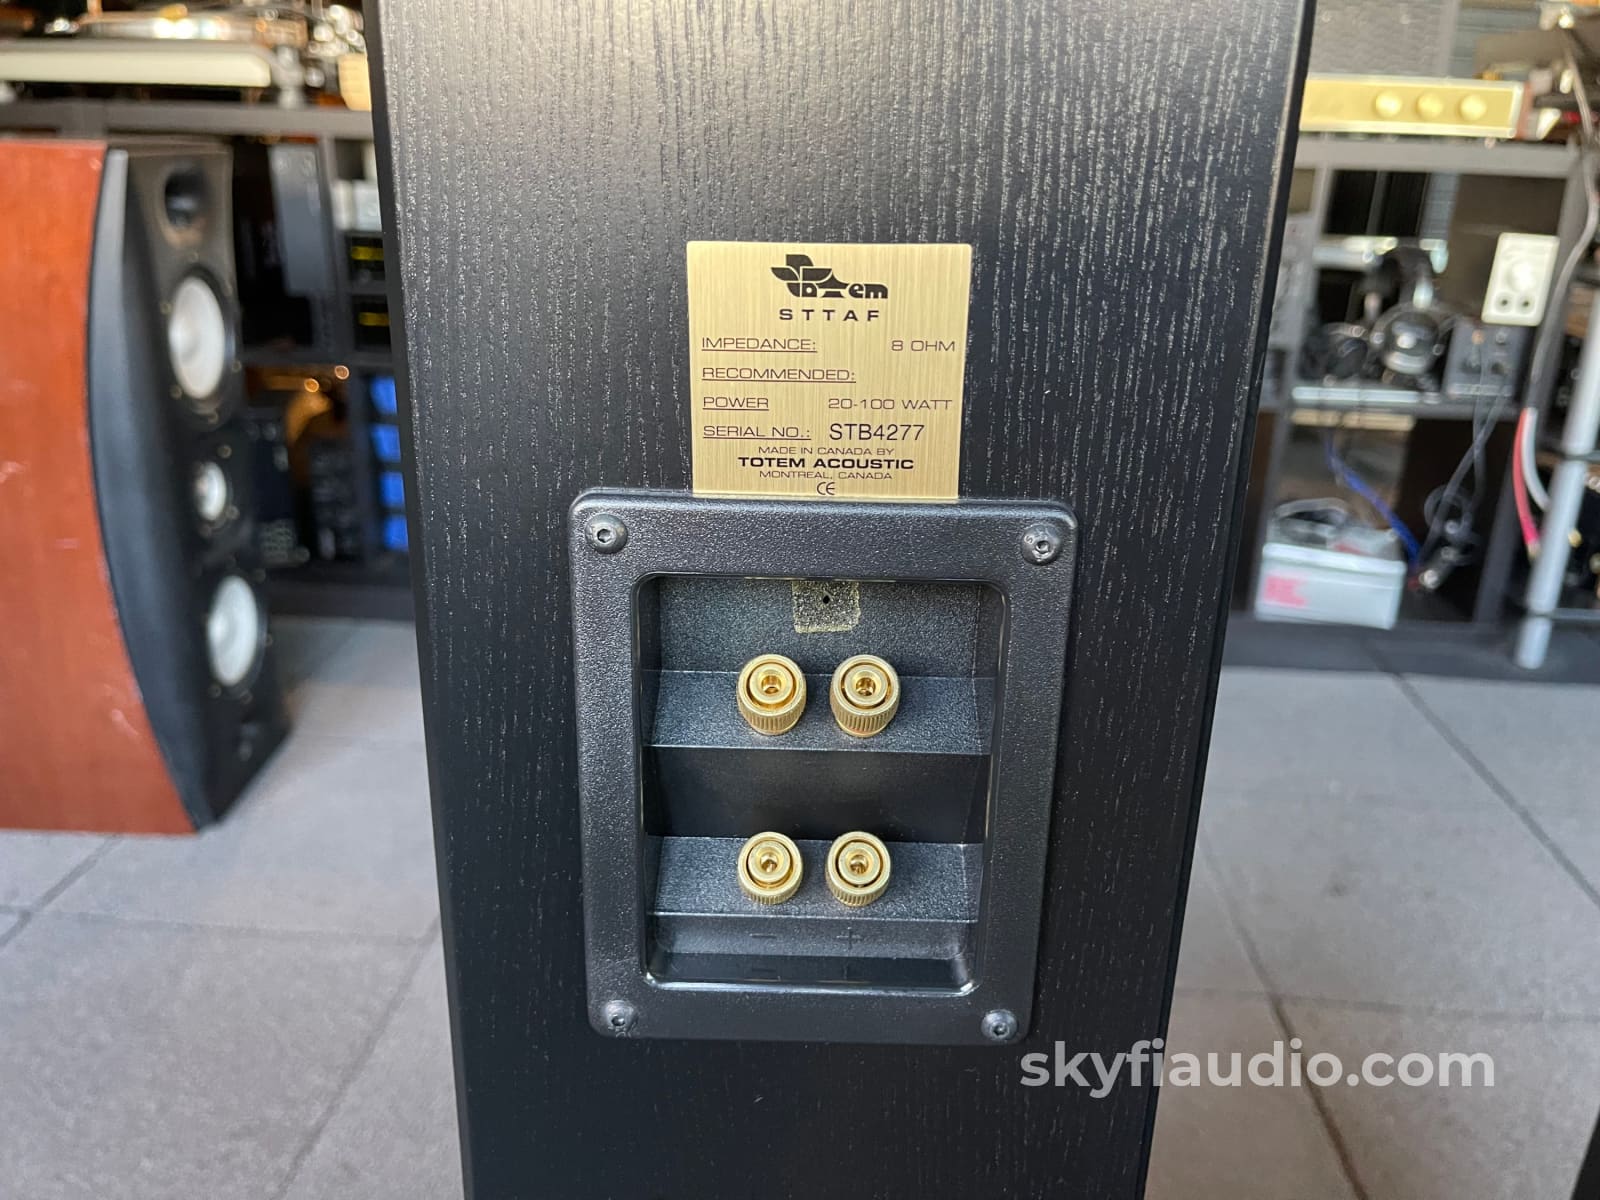 Totem
STTAF
IMPEDANCE: 8 OHM
RECOMMENDED:
POWER 20-100 WATT
SERIAL NO.: STB4277
MADE IN CANADA BY
TOTEM ACOUSTIC
MONTREAL, CANADA
CE
− +
− +
skyfiaudio.com